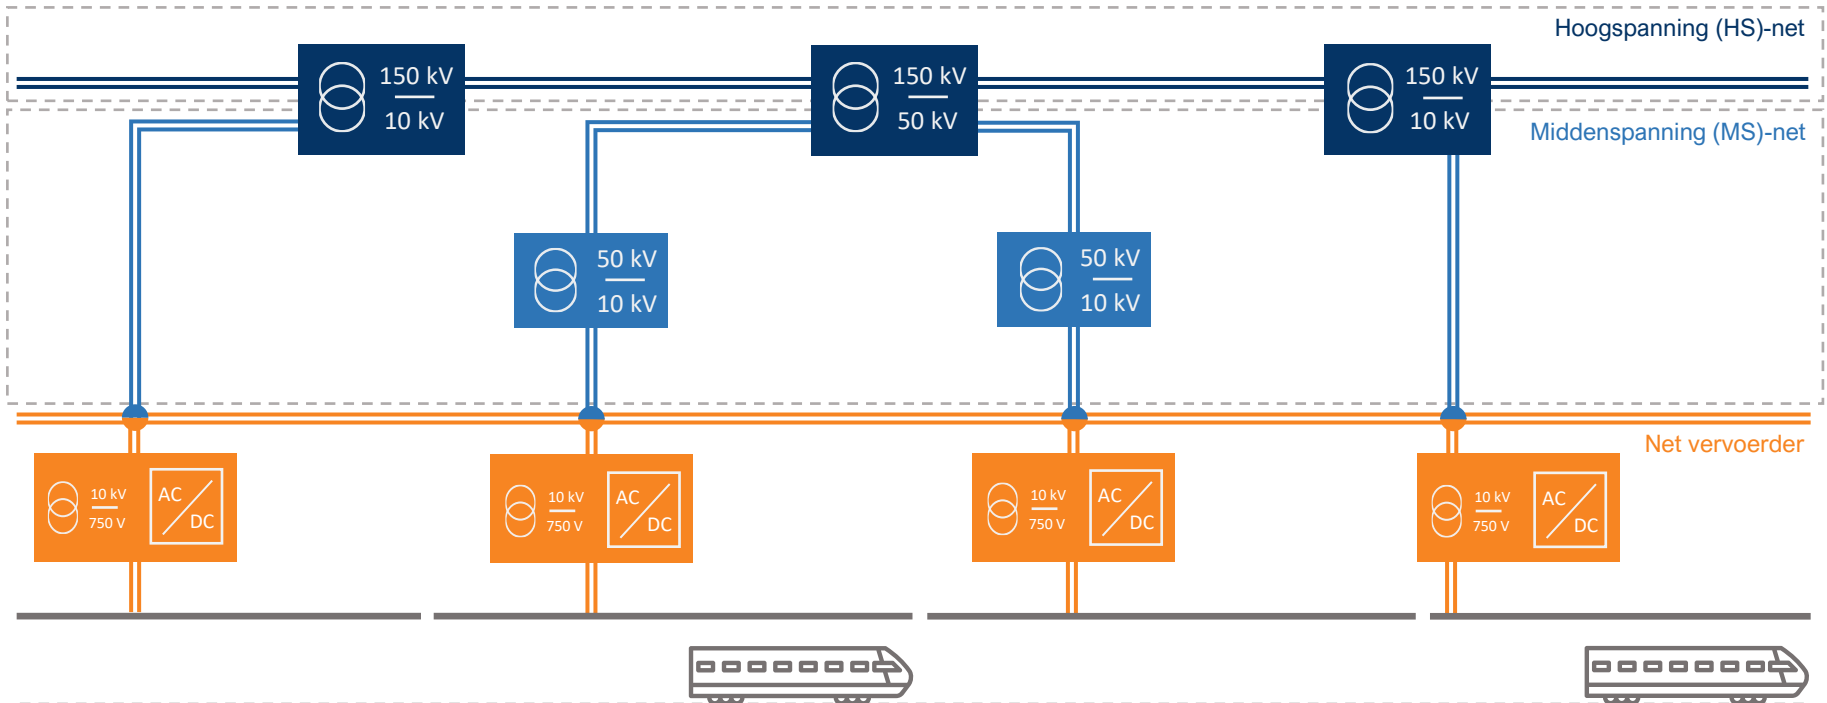 Hoogspanning (HS)-net
150 kV
10 kV
150 kV
50 kV
150 kV
10 kV
Middenspanning (MS)-net
50 kV
10 kV
50 kV
10 kV
Net vervoerder
10 kV
750 V
AC
DC
10 kV
750 V
AC
DC
10 kV
750 V
AC
DC
10 kV
750 V
AC
DC